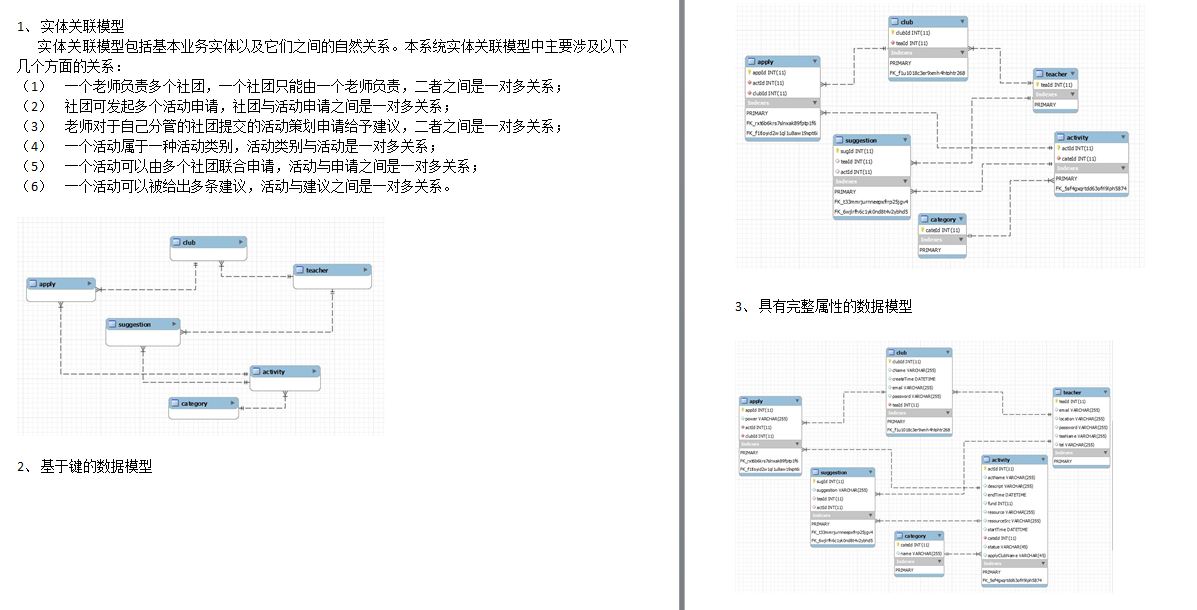 1、 实体关联模型
实体关联模型包括基本业务实体以及它们之间的自然关系。本系统实体关联模型中主要涉及以下
几个方面的关系：
（1） 一个老师负责多个社团，一个社团只能由一个老师负责，二者之间是一对多关系；
（2） 社团可发起多个活动申请，社团与活动申请之间是一对多关系；
（3） 老师对于自己分管的社团提交的活动策划申请给予建议，二者之间是一对多关系；
（4） 一个活动属于一种活动类别，活动类别与活动是一对多关系；
（5） 一个活动可以由多个社团联合申请，活动与申请之间是一对多关系；
（6） 一个活动可以被给出多条建议，活动与建议之间是一对多关系。
club
teacher
apply
suggestion
activity
category
2、 基于键的数据模型
club
clubId INT(11)
teaId INT(11)
Indexes
PRIMARY
apply
appId INT(11)
actId INT(11)
clubId INT(11)
Indexes
PRIMARY
teacher
teaId INT(11)
Indexes
PRIMARY
suggestion
sugId INT(11)
teaId INT(11)
actId INT(11)
Indexes
PRIMARY
activity
actId INT(11)
cateId INT(11)
Indexes
PRIMARY
category
cateId INT(11)
Indexes
PRIMARY
3、 具有完整属性的数据模型
club
clubId INT(11)
cName VARCHAR(255)
createTime DATETIME
email VARCHAR(255)
password VARCHAR(255)
teaId INT(11)
Indexes
PRIMARY
apply
appId INT(11)
power VARCHAR(255)
actId INT(11)
clubId INT(11)
Indexes
PRIMARY
teacher
teaId INT(11)
email VARCHAR(255)
location VARCHAR(255)
password VARCHAR(255)
teaName VARCHAR(255)
tel VARCHAR(255)
Indexes
PRIMARY
suggestion
sugId INT(11)
suggestion VARCHAR(255)
teaId INT(11)
actId INT(11)
Indexes
PRIMARY
activity
actId INT(11)
actName VARCHAR(255)
descript VARCHAR(255)
endTime DATETIME
fund INT(11)
resource VARCHAR(255)
resourceSrc VARCHAR(255)
startTime DATETIME
cateId INT(11)
statue VARCHAR(45)
applyClubName VARCHAR(45)
Indexes
PRIMARY
category
cateId INT(11)
name VARCHAR(255)
Indexes
PRIMARY